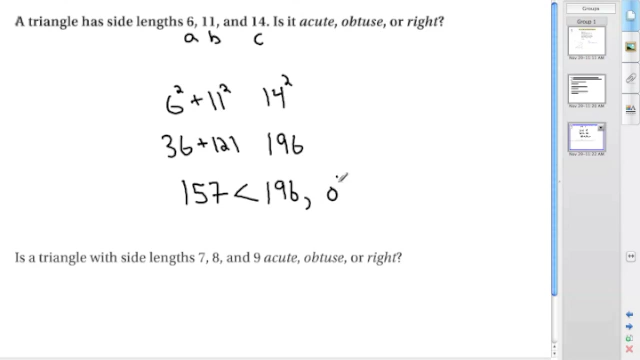 A triangle has side lengths 6, 11, and 14. Is it acute, obtuse, or right?
a b c
6² + 11² 14²
36 + 121 196
157 < 196, o
Is a triangle with side lengths 7, 8, and 9 acute, obtuse, or right?
Groups
Group 1